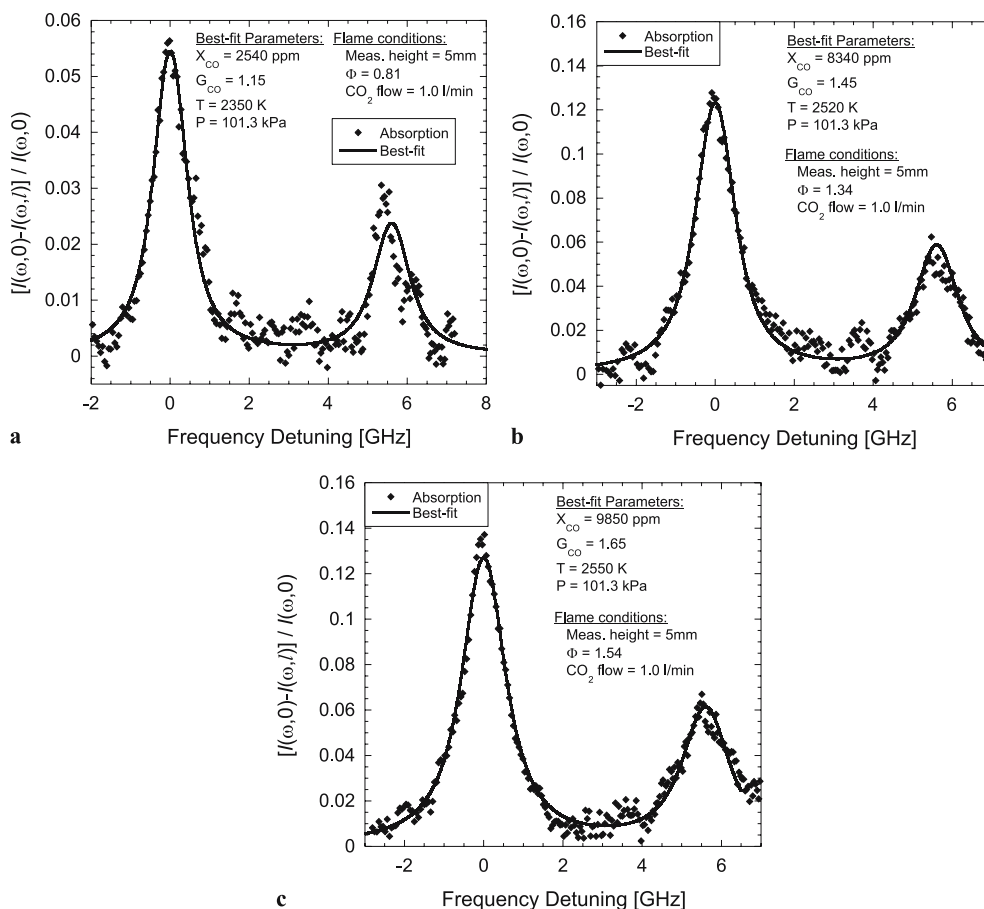 0.06
0.05
0.04
0.03
0.02
0.01
0
[I(ω,0)-I(ω,l)] / I(ω,0)
Best-fit Parameters:
X_CO = 2540 ppm
G_CO = 1.15
T = 2350 K
P = 101.3 kPa
Flame conditions:
Meas. height = 5mm
Φ = 0.81
CO₂ flow = 1.0 l/min
Absorption
Best-fit
-2 0 2 4 6 8
Frequency Detuning [GHz]
a
0.16
0.14
0.12
0.10
0.08
0.06
0.04
0.02
0
[I(ω,0)-I(ω,l)] / I(ω,0)
Absorption
Best-fit
Best-fit Parameters:
X_CO = 8340 ppm
G_CO = 1.45
T = 2520 K
P = 101.3 kPa
Flame conditions:
Meas. height = 5mm
Φ = 1.34
CO₂ flow = 1.0 l/min
-2 0 2 4 6
Frequency Detuning [GHz]
b
0.16
0.14
0.12
0.10
0.08
0.06
0.04
0.02
0
[I(ω,0)-I(ω,l)] / I(ω,0)
Absorption
Best-fit
Best-fit Parameters:
X_CO = 9850 ppm
G_CO = 1.65
T = 2550 K
P = 101.3 kPa
Flame conditions:
Meas. height = 5mm
Φ = 1.54
CO₂ flow = 1.0 l/min
-2 0 2 4 6
Frequency Detuning [GHz]
c